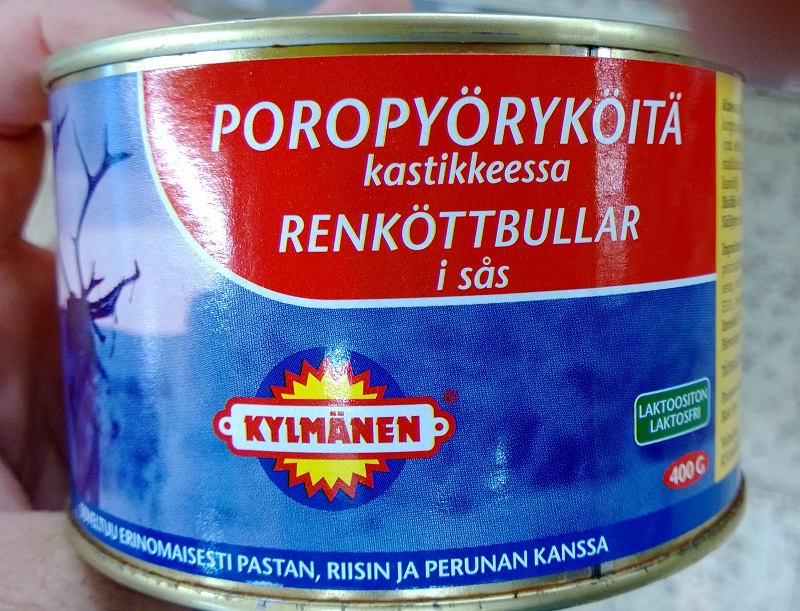 POROPYÖRYKÖITÄ
kastikkeessa
RENKÖTTBULLAR
i sås
KYLMÄNEN
®
LAKTOOSITON
LAKTOSFRI
400 G
ERINOMAISESTI PASTAN, RIISIN JA PERUNAN KANSSA